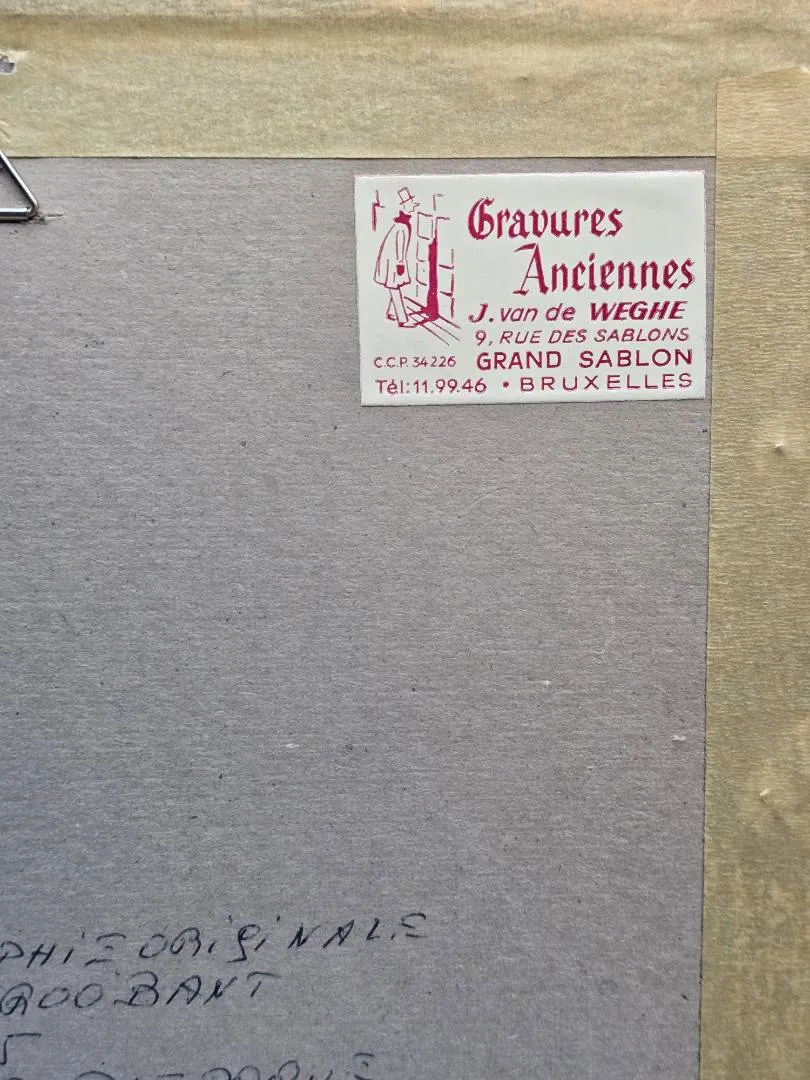 Gravures
Anciennes
J. van de WEGHE
9, RUE DES SABLONS
C.C.P. 34226 GRAND SABLON
Tél: 11.99.46 • BRUXELLES
PHiE ORiGiNALE
ROOBANT